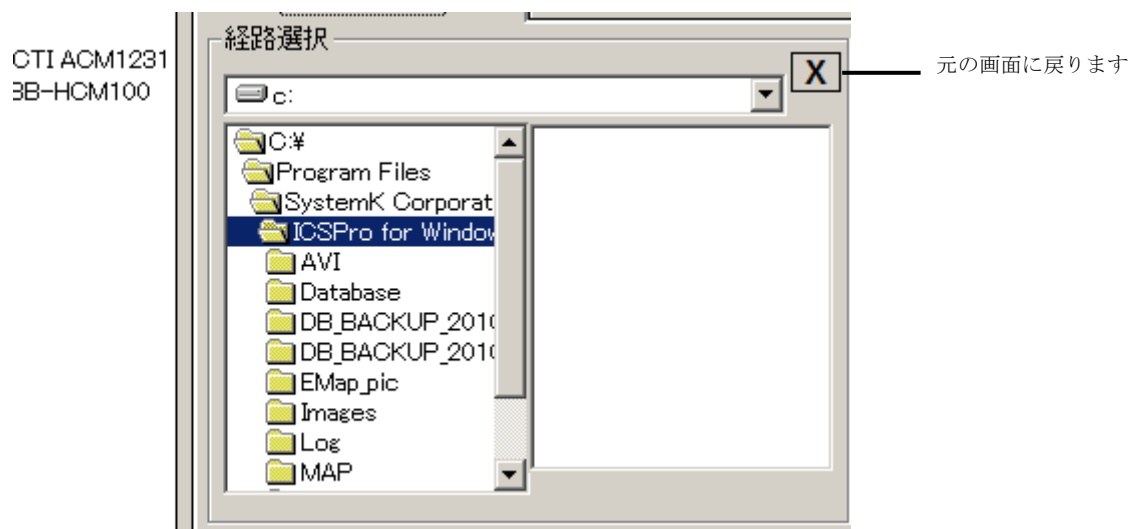 経路選択
CTI ACM1231
BB-HCM100
X
元の画面に戻ります
c:
C:¥
Program Files
SystemK Corporat
ICSPro for Window
AVI
Database
DB_BACKUP_2010
DB_BACKUP_2010
EMap_pic
Images
Log
MAP